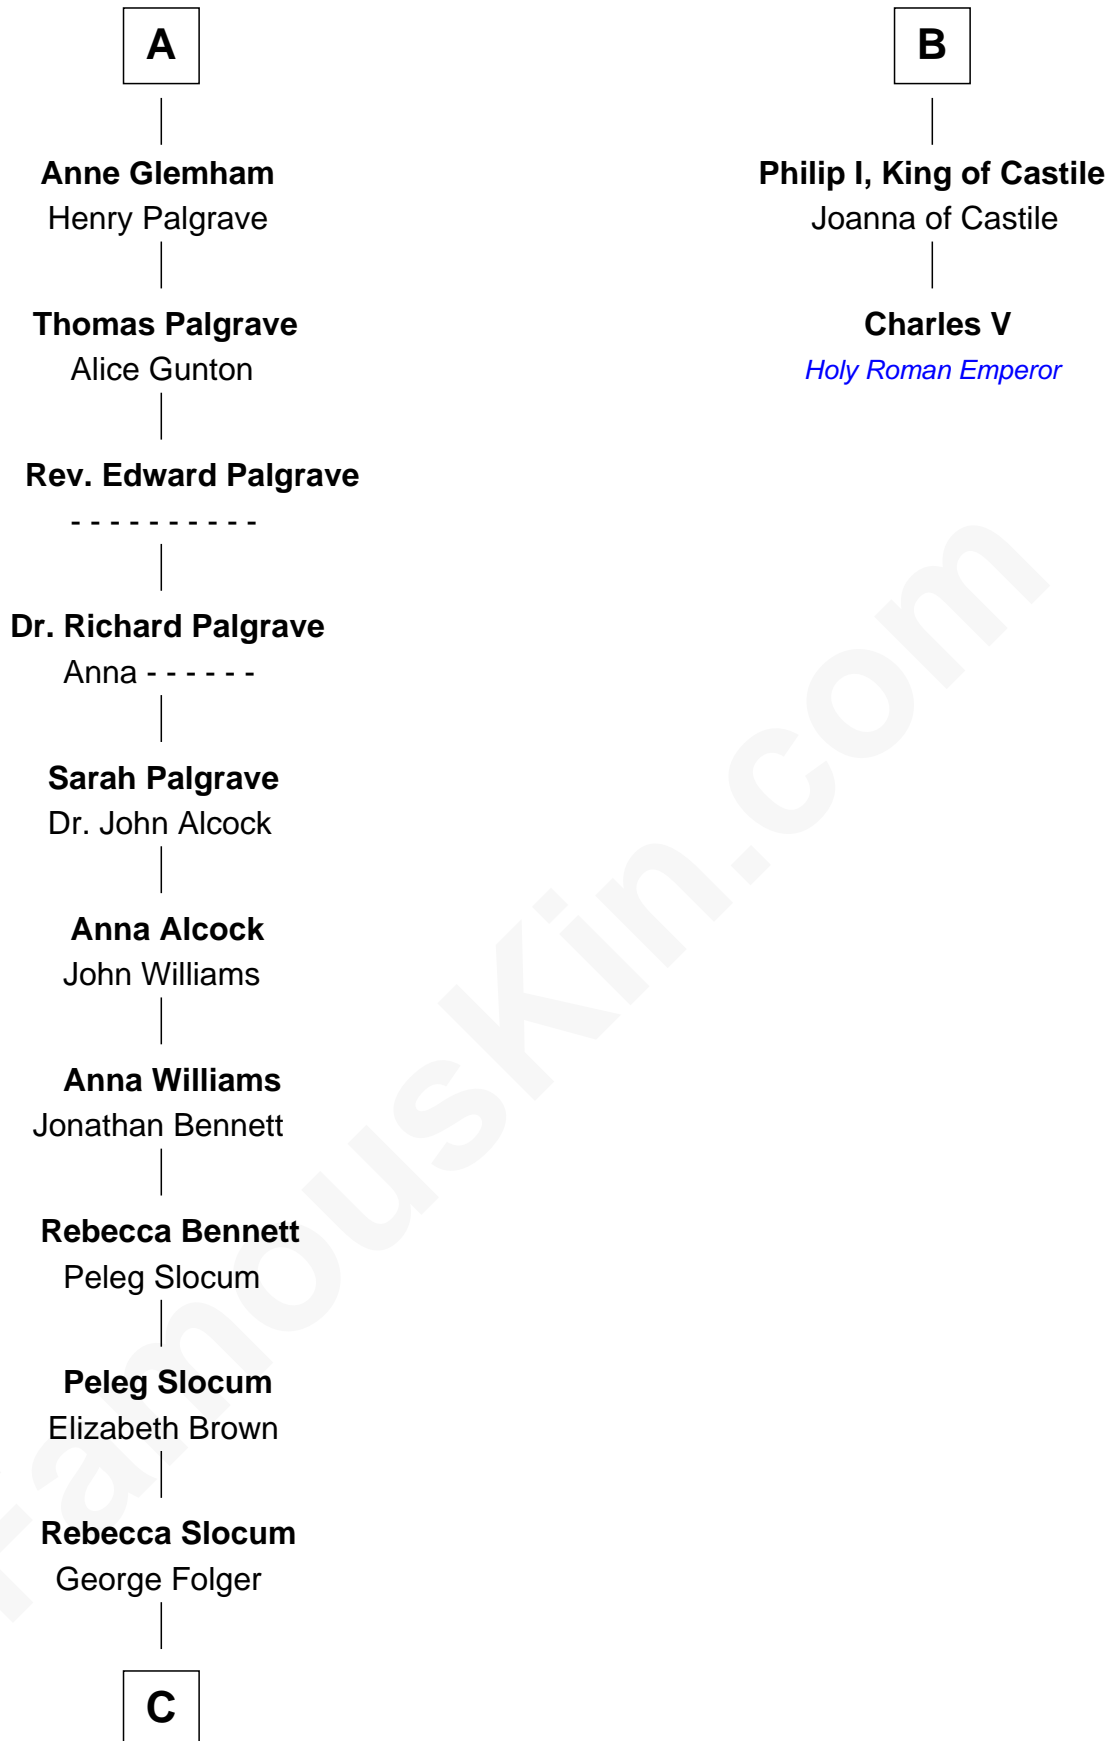 A
Anne Glemham
Henry Palgrave
Thomas Palgrave
Alice Gunton
Rev. Edward Palgrave
- - - - - - - - - -
Dr. Richard Palgrave
Anna - - - - - -
Sarah Palgrave
Dr. John Alcock
Anna Alcock
John Williams
Anna Williams
Jonathan Bennett
Rebecca Bennett
Peleg Slocum
Peleg Slocum
Elizabeth Brown
Rebecca Slocum
George Folger
C
B
Philip I, King of Castile
Joanna of Castile
Charles V
Holy Roman Emperor
FamousKin.com